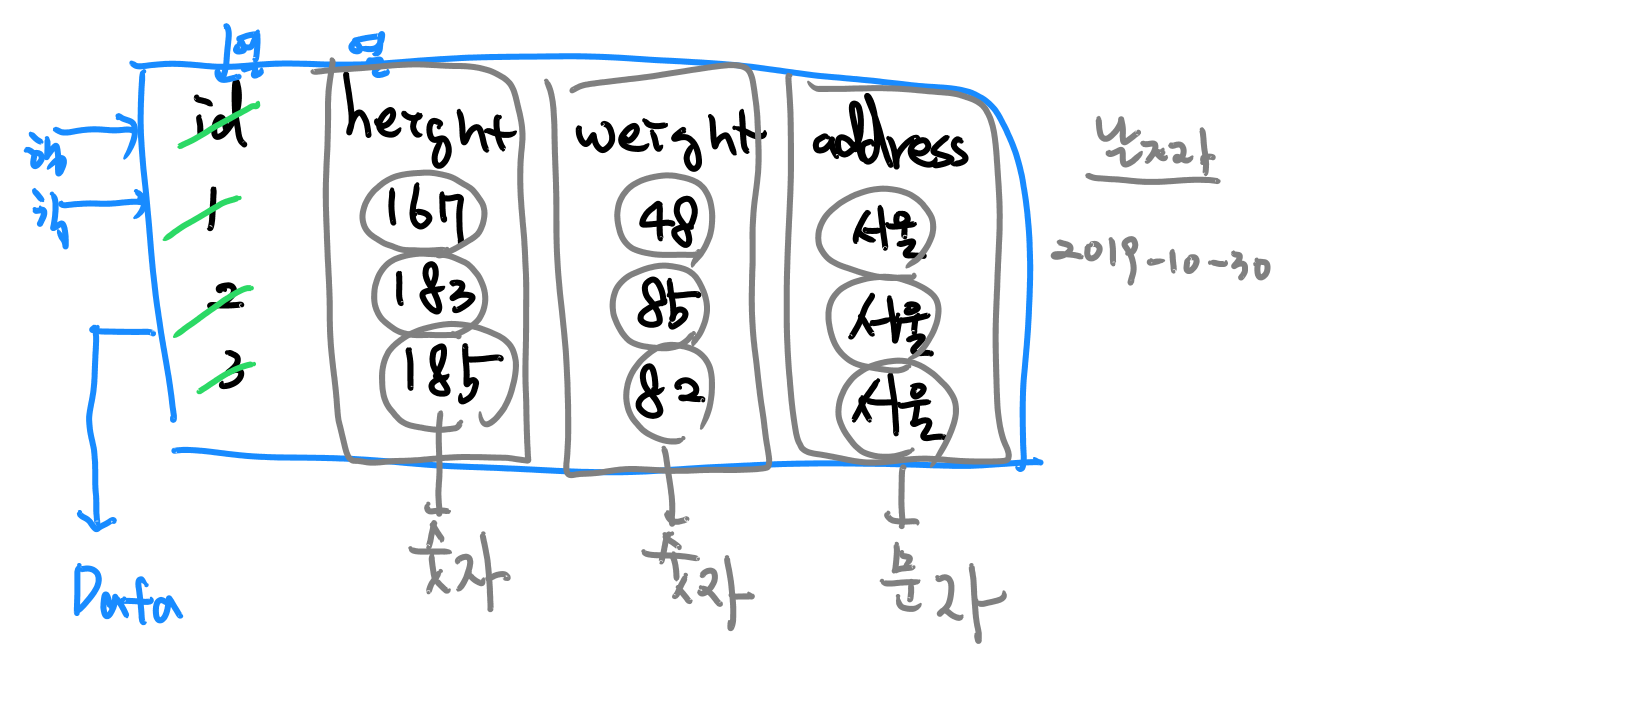 열 열
id height weight address
행
날짜
행
1 167 48 서울
2019-10-30
2 183 85 서울
3 185 82 서울
숫자 숫자 문자
Data